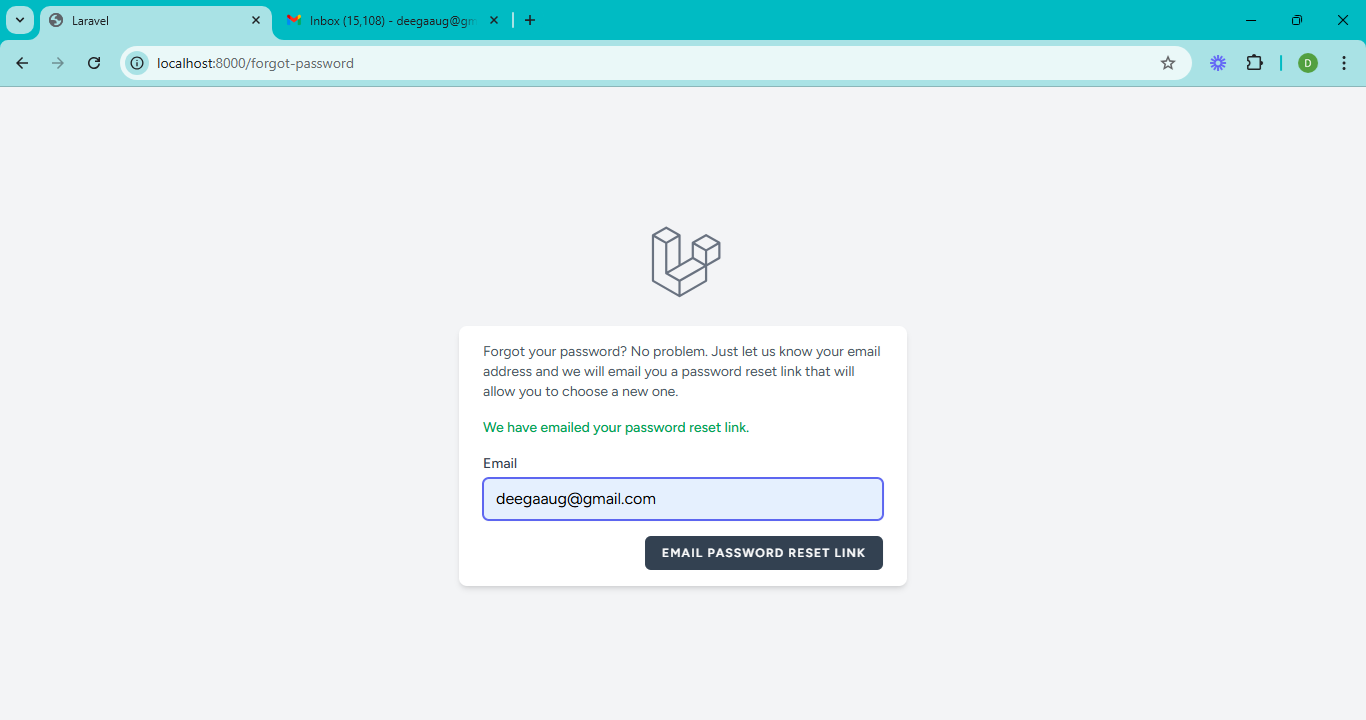 Laravel
Inbox (15,108) - deegaaug@gm
localhost:8000/forgot-password
D
Forgot your password? No problem. Just let us know your email
address and we will email you a password reset link that will
allow you to choose a new one.
We have emailed your password reset link.
Email
deegaaug@gmail.com
EMAIL PASSWORD RESET LINK